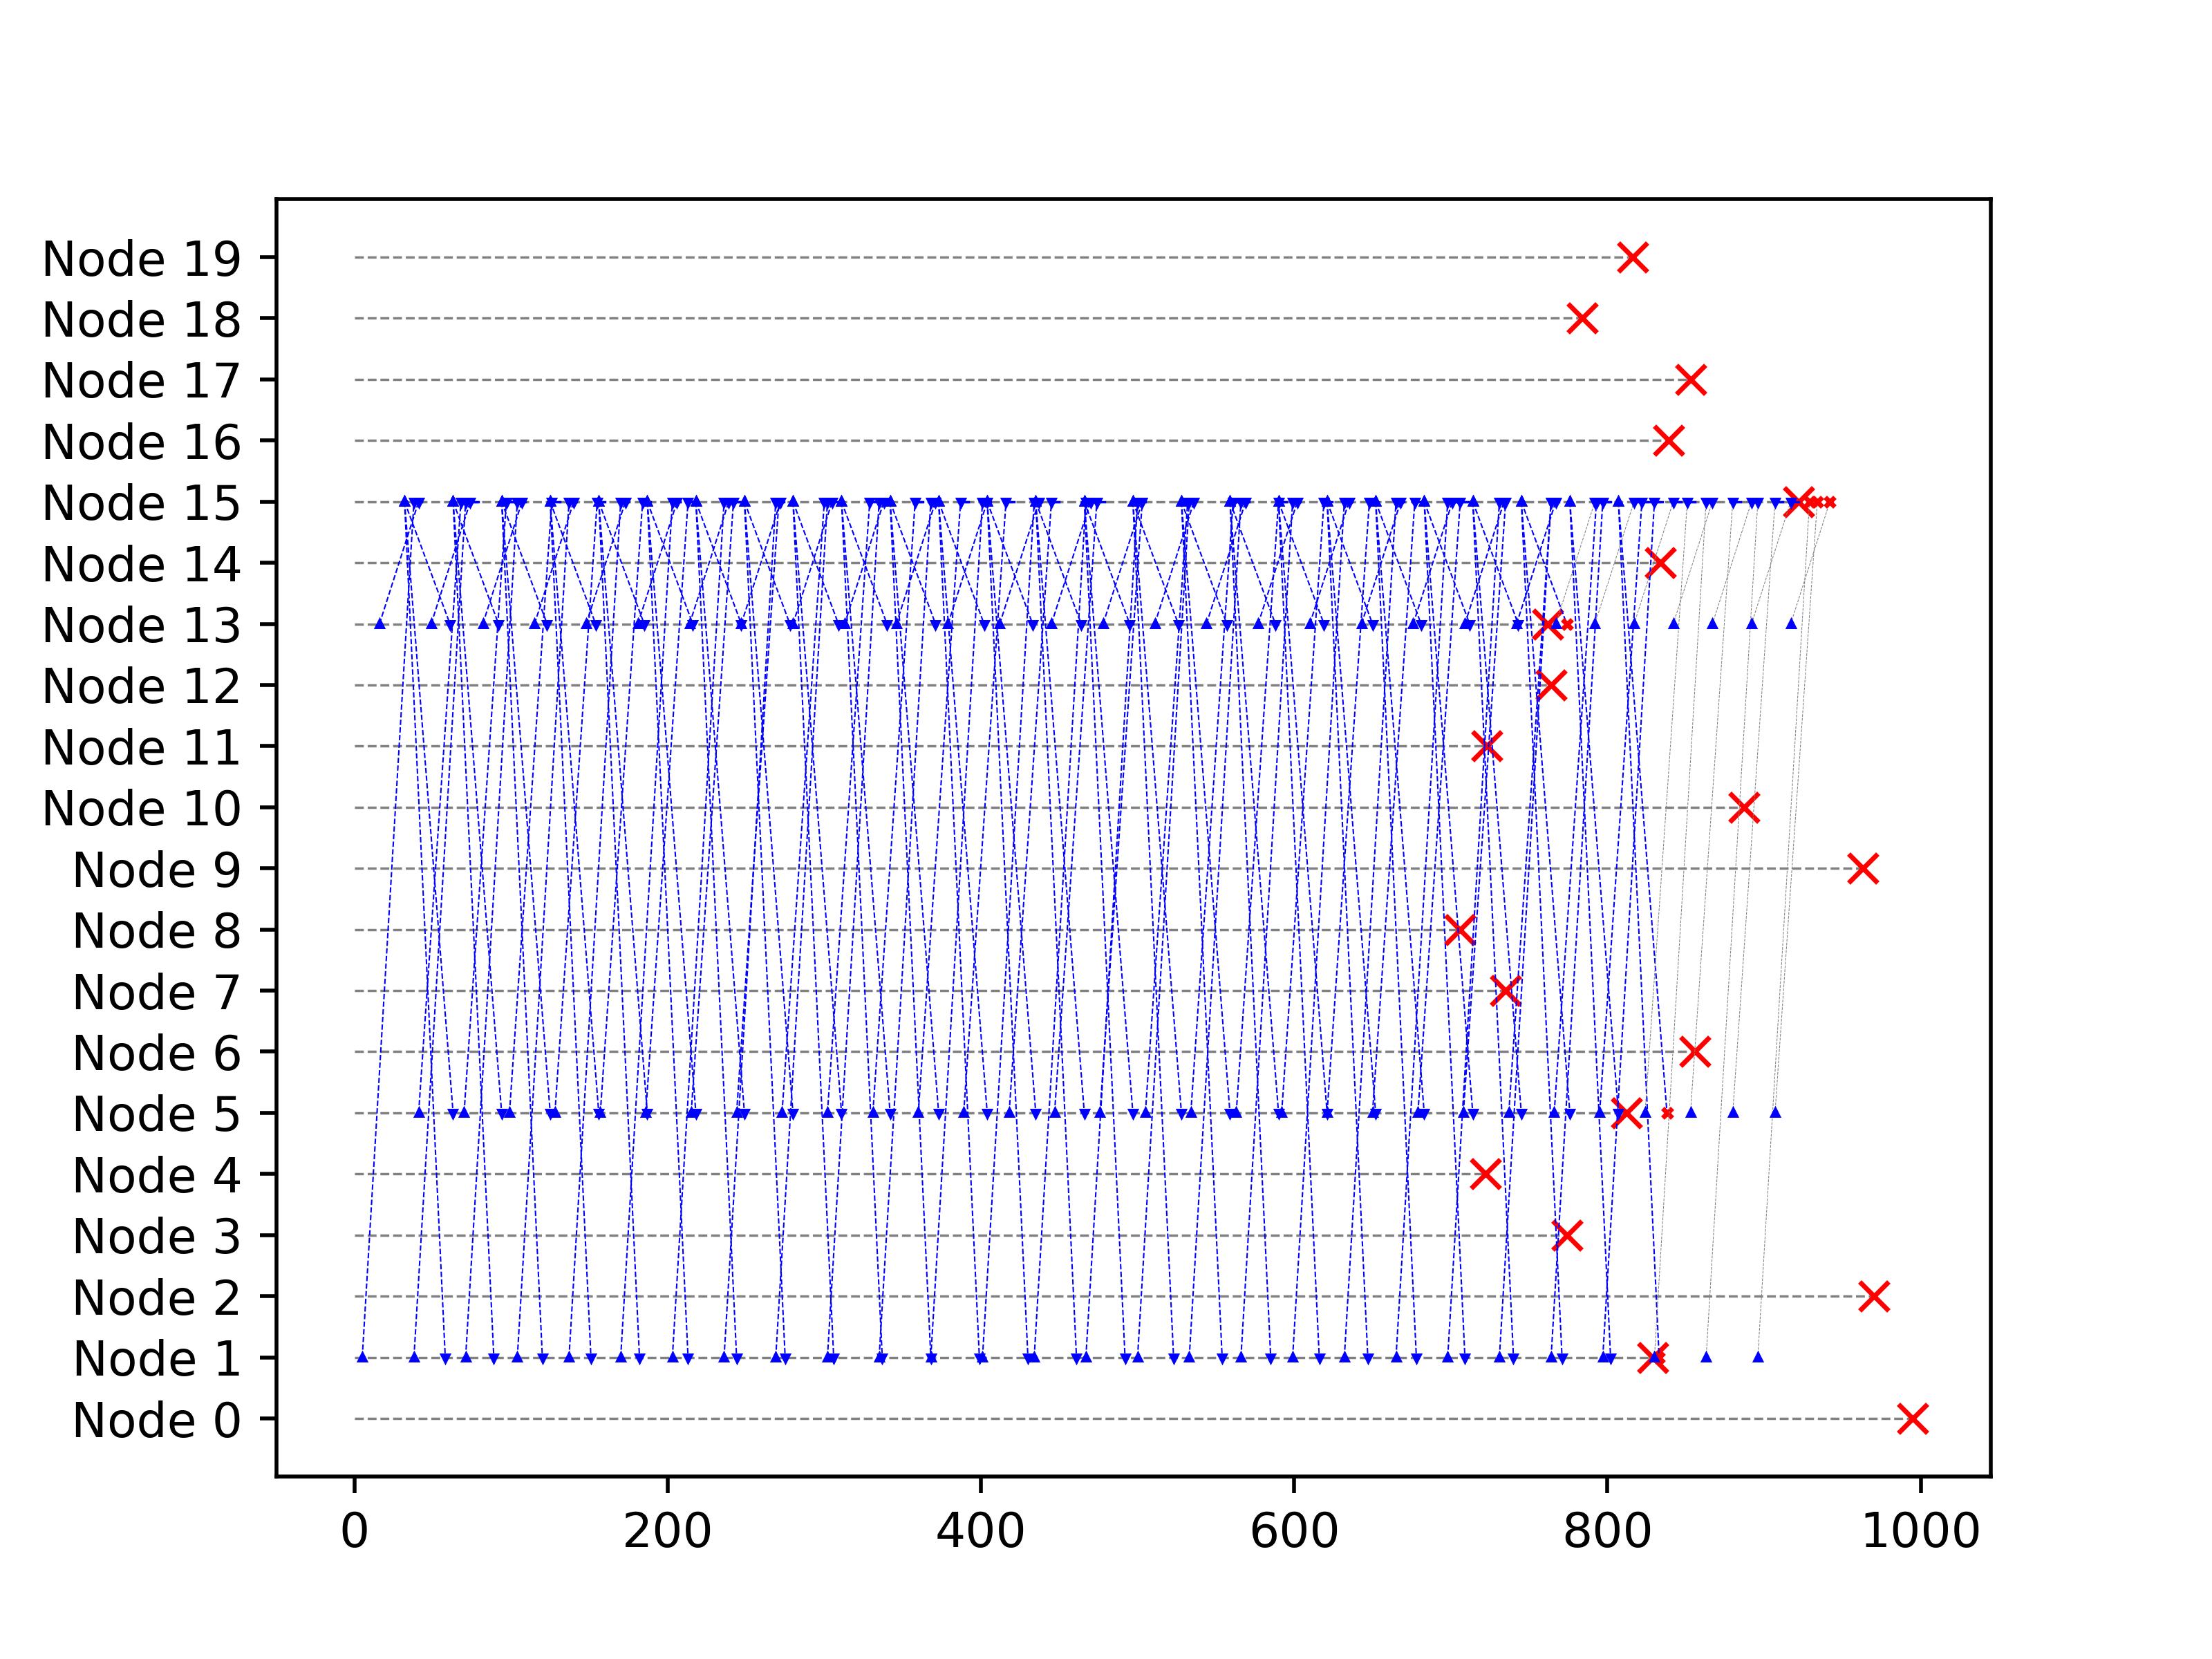 Node 19
Node 18
Node 17
Node 16
Node 15
Node 14
Node 13
Node 12
Node 11
Node 10
Node 9
Node 8
Node 7
Node 6
Node 5
Node 4
Node 3
Node 2
Node 1
Node 0
0 200 400 600 800 1000